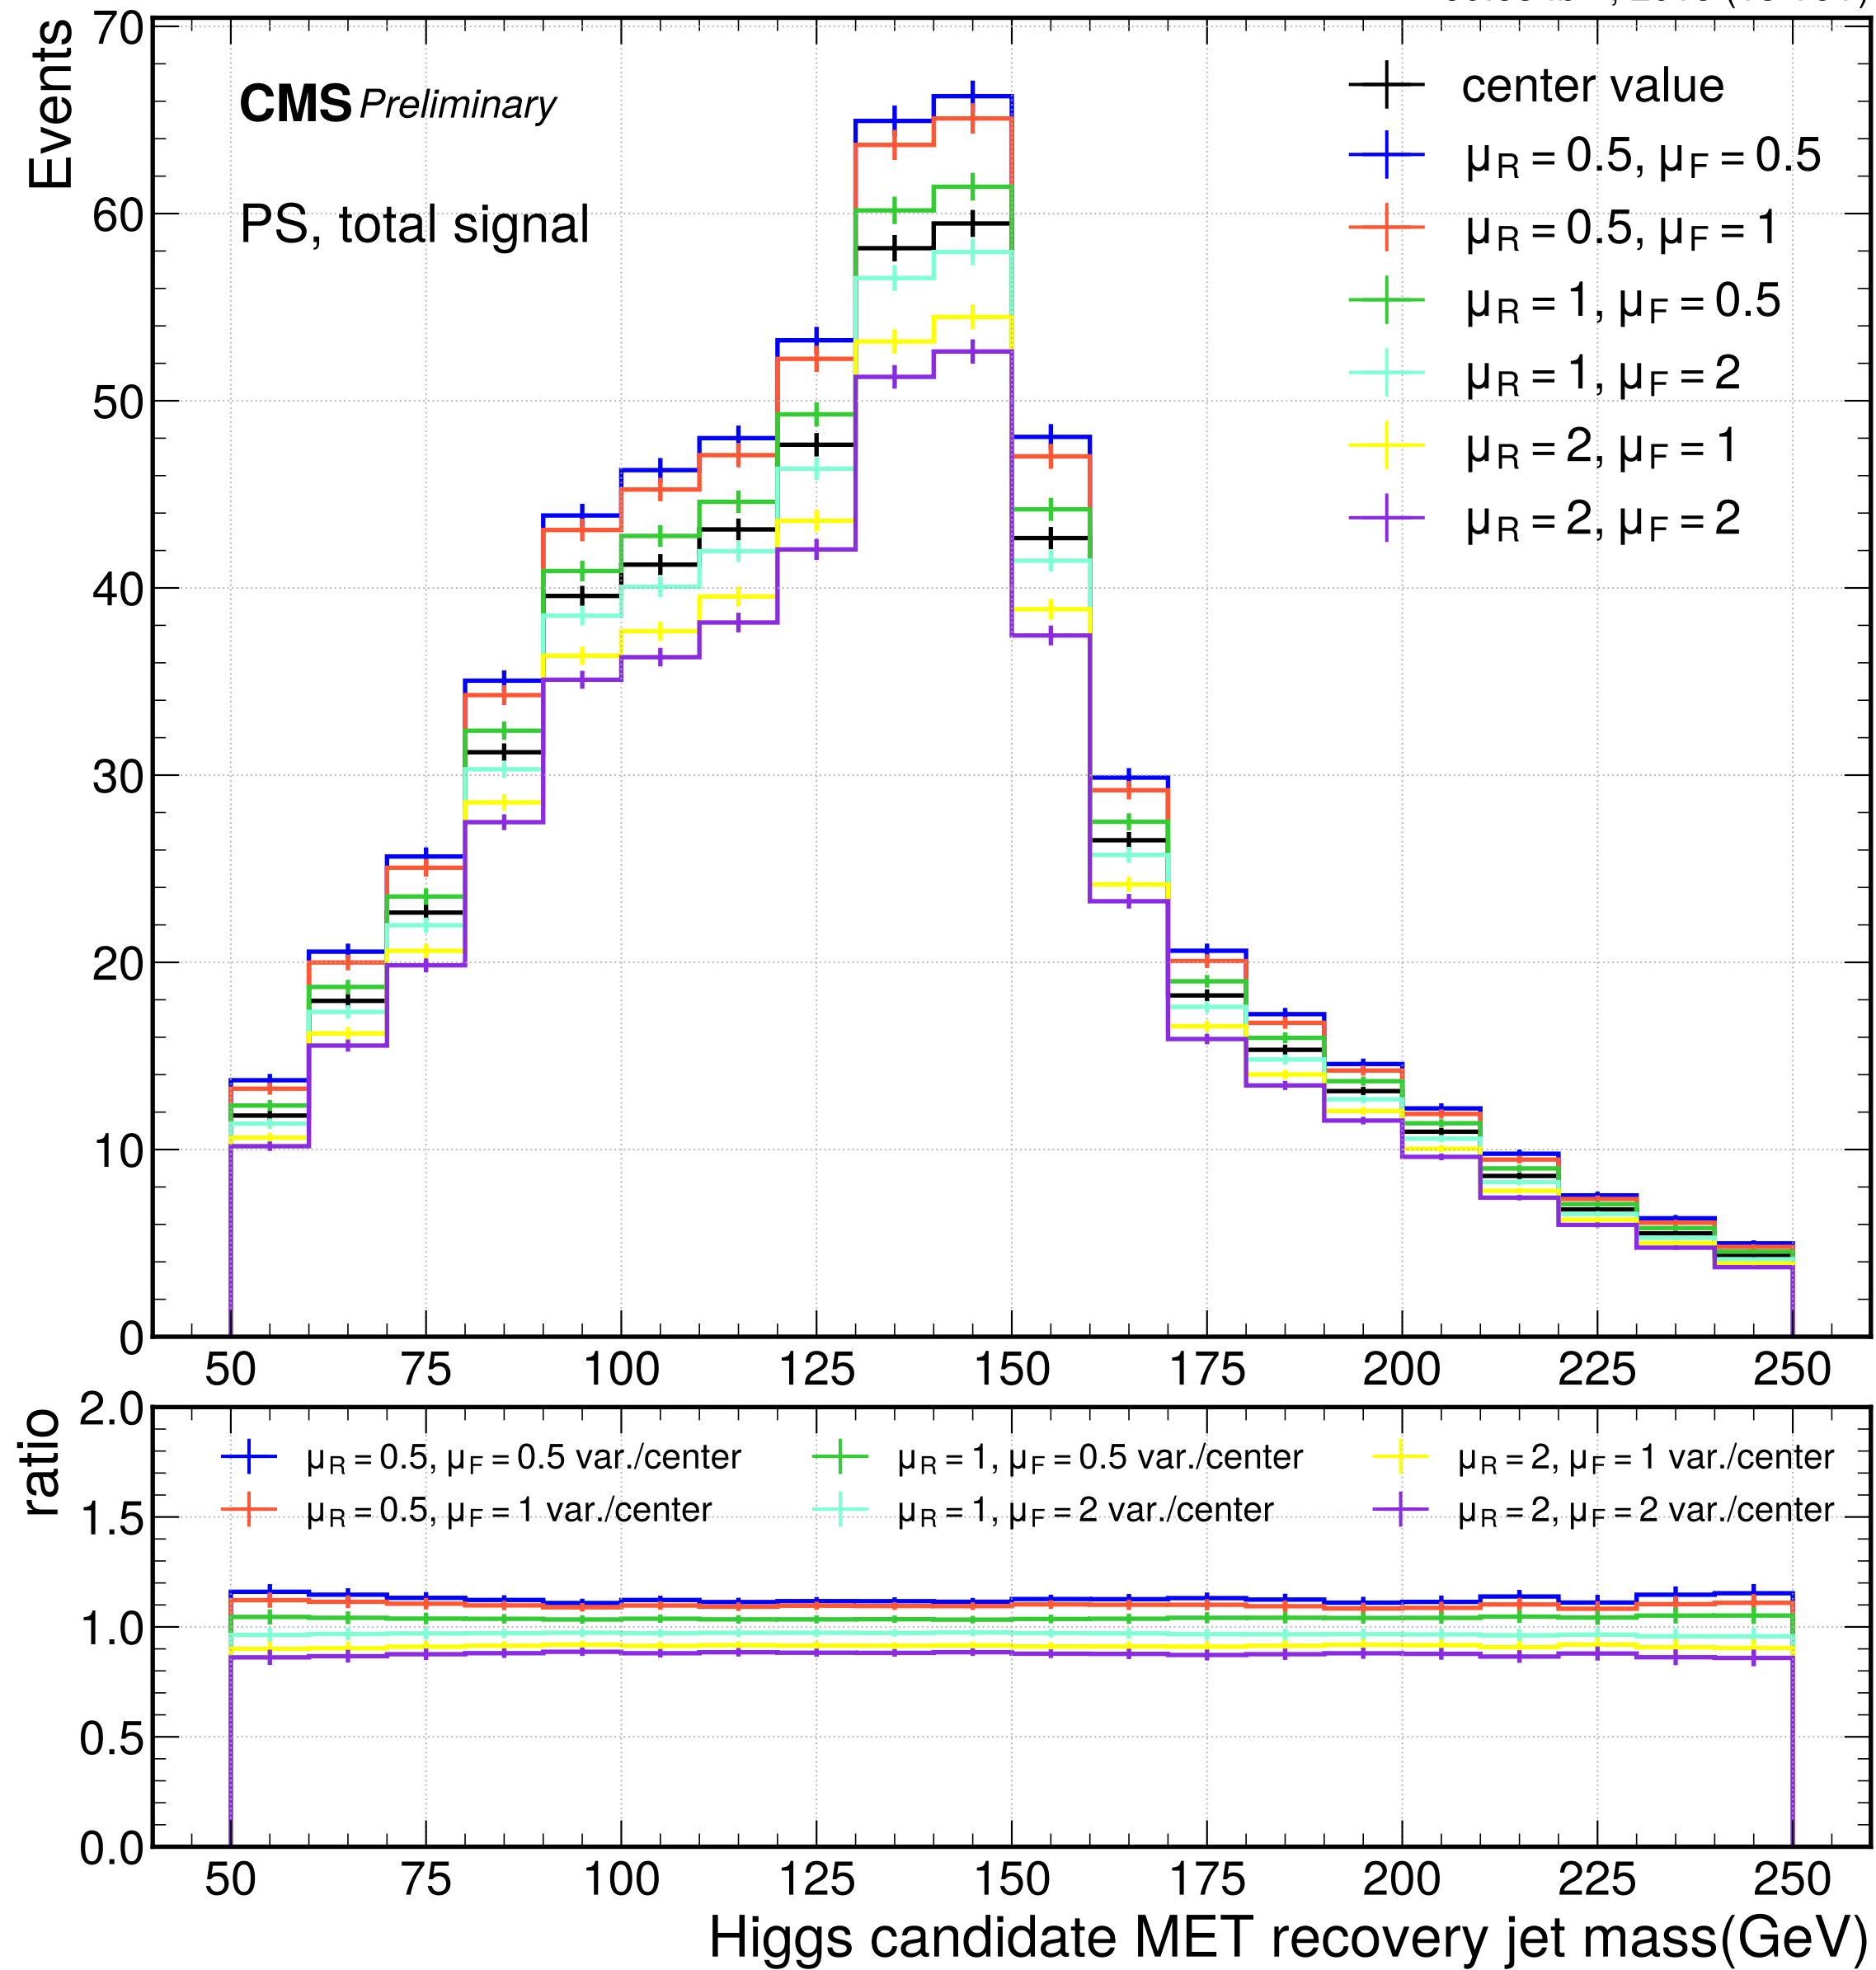 Events
CMS Preliminary
PS, total signal
center value
μR = 0.5, μF = 0.5
μR = 0.5, μF = 1
μR = 1, μF = 0.5
μR = 1, μF = 2
μR = 2, μF = 1
μR = 2, μF = 2
70
60
50
40
30
20
10
0
50 75 100 125 150 175 200 225 250
ratio
2.0
1.5
1.0
0.5
0.0
μR = 0.5, μF = 0.5 var./center
μR = 0.5, μF = 1 var./center
μR = 1, μF = 0.5 var./center
μR = 1, μF = 2 var./center
μR = 2, μF = 1 var./center
μR = 2, μF = 2 var./center
50 75 100 125 150 175 200 225 250
Higgs candidate MET recovery jet mass(GeV)